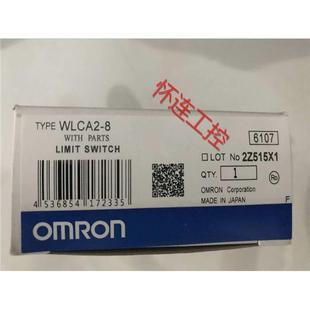 怀连工控
TYPE WLCA2-8
WITH PARTS
LIMIT SWITCH
6107
LOT No 2Z515X1
QTY. 1
OMRON Corporation
MADE IN JAPAN
F
4 536854 172335
OMRON